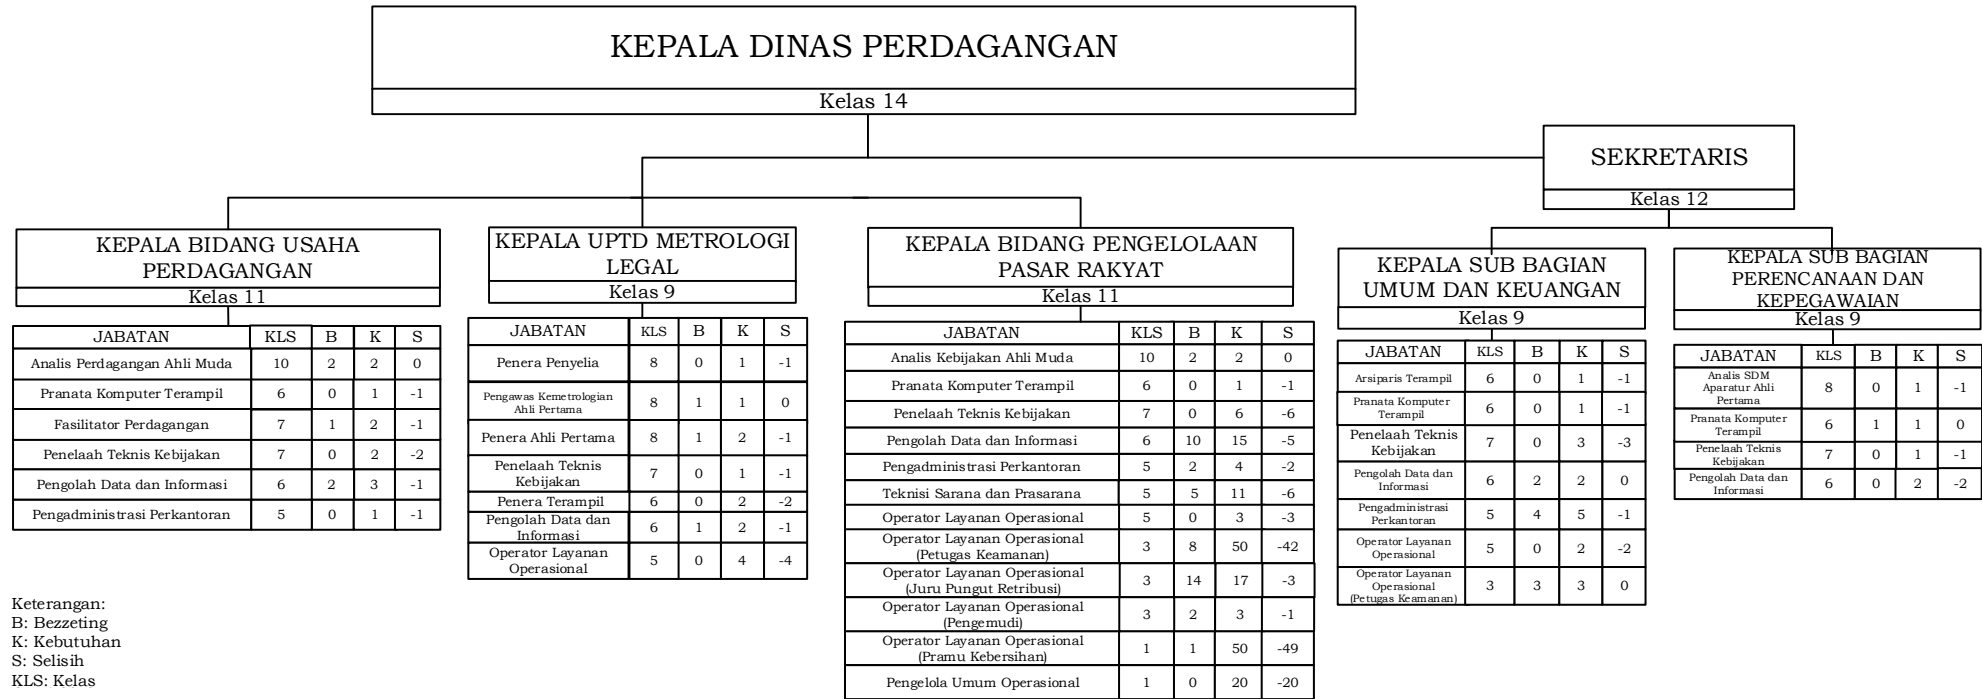 KEPALA DINAS PERDAGANGAN
Kelas 14
SEKRETARIS
Kelas 12
KEPALA BIDANG USAHA
PERDAGANGAN
Kelas 11
JABATAN KLS B K S
Analis Perdagangan Ahli Muda 10 2 2 0
Pranata Komputer Terampil 6 0 1 -1
Fasilitator Perdagangan 7 1 2 -1
Penelaah Teknis Kebijakan 7 0 2 -2
Pengolah Data dan Informasi 6 2 3 -1
Pengadministrasi Perkantoran 5 0 1 -1
KEPALA UPTD METROLOGI
LEGAL
Kelas 9
JABATAN KLS B K S
Penera Penyelia 8 0 1 -1
Pengawas Kemetrologian
Ahli Pertama 8 1 1 0
Penera Ahli Pertama 8 1 2 -1
Penelaah Teknis
Kebijakan 7 0 1 -1
Penera Terampil 6 0 2 -2
Pengolah Data dan
Informasi 6 1 2 -1
Operator Layanan
Operasional 5 0 4 -4
KEPALA BIDANG PENGELOLAAN
PASAR RAKYAT
Kelas 11
JABATAN KLS B K S
Analis Kebijakan Ahli Muda 10 2 2 0
Pranata Komputer Terampil 6 0 1 -1
Penelaah Teknis Kebijakan 7 0 6 -6
Pengolah Data dan Informasi 6 10 15 -5
Pengadministrasi Perkantoran 5 2 4 -2
Teknisi Sarana dan Prasarana 5 5 11 -6
Operator Layanan Operasional 5 0 3 -3
Operator Layanan Operasional
(Petugas Keamanan) 3 8 50 -42
Operator Layanan Operasional
(Juru Pungut Retribusi) 3 14 17 -3
Operator Layanan Operasional
(Pengemudi) 3 2 3 -1
Operator Layanan Operasional
(Pramu Kebersihan) 1 1 50 -49
Pengelola Umum Operasional 1 0 20 -20
KEPALA SUB BAGIAN
UMUM DAN KEUANGAN
Kelas 9
JABATAN KLS B K S
Arsiparis Terampil 6 0 1 -1
Pranata Komputer
Terampil 6 0 1 -1
Penelaah Teknis
Kebijakan 7 0 3 -3
Pengolah Data dan
Informasi 6 2 2 0
Pengadministrasi
Perkantoran 5 4 5 -1
Operator Layanan
Operasional 5 0 2 -2
Operator Layanan
Operasional
(Petugas Keamanan) 3 3 3 0
KEPALA SUB BAGIAN
PERENCANAAN DAN
KEPEGAWAIAN
Kelas 9
JABATAN KLS B K S
Analis SDM
Aparatur Ahli
Pertama 8 0 1 -1
Pranata Komputer
Terampil 6 1 1 0
Penelaah Teknis
Kebijakan 7 0 1 -1
Pengolah Data dan
Informasi 6 0 2 -2
Keterangan:
B: Bezzeting
K: Kebutuhan
S: Selisih
KLS: Kelas